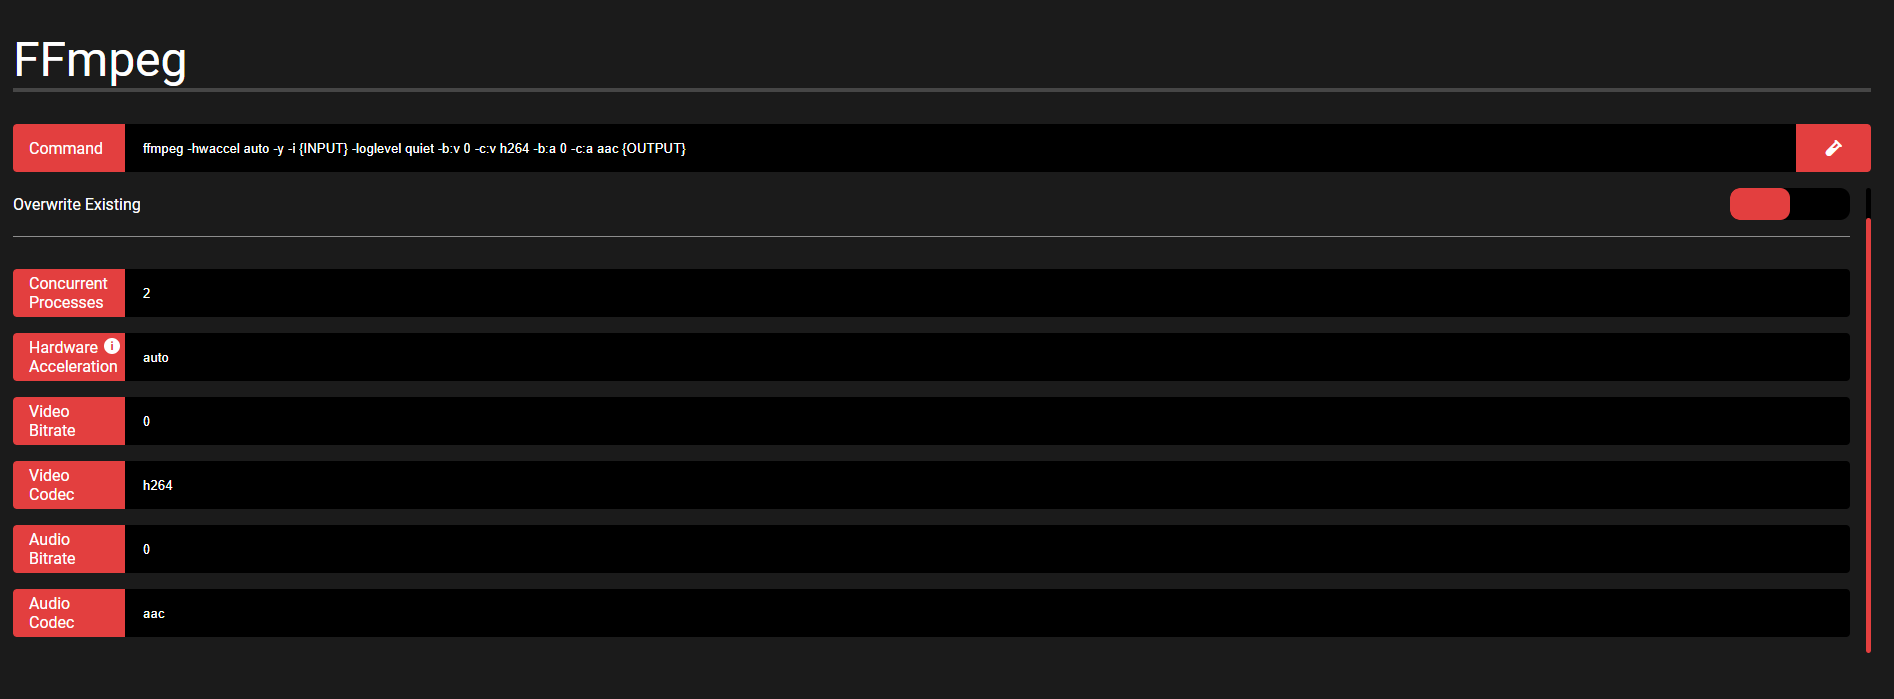 FFmpeg
Command
ffmpeg -hwaccel auto -y -i {INPUT} -loglevel quiet -b:v 0 -c:v h264 -b:a 0 -c:a aac {OUTPUT}
Overwrite Existing
Concurrent
Processes
2
Hardware
Acceleration
auto
Video
Bitrate
0
Video
Codec
h264
Audio
Bitrate
0
Audio
Codec
aac